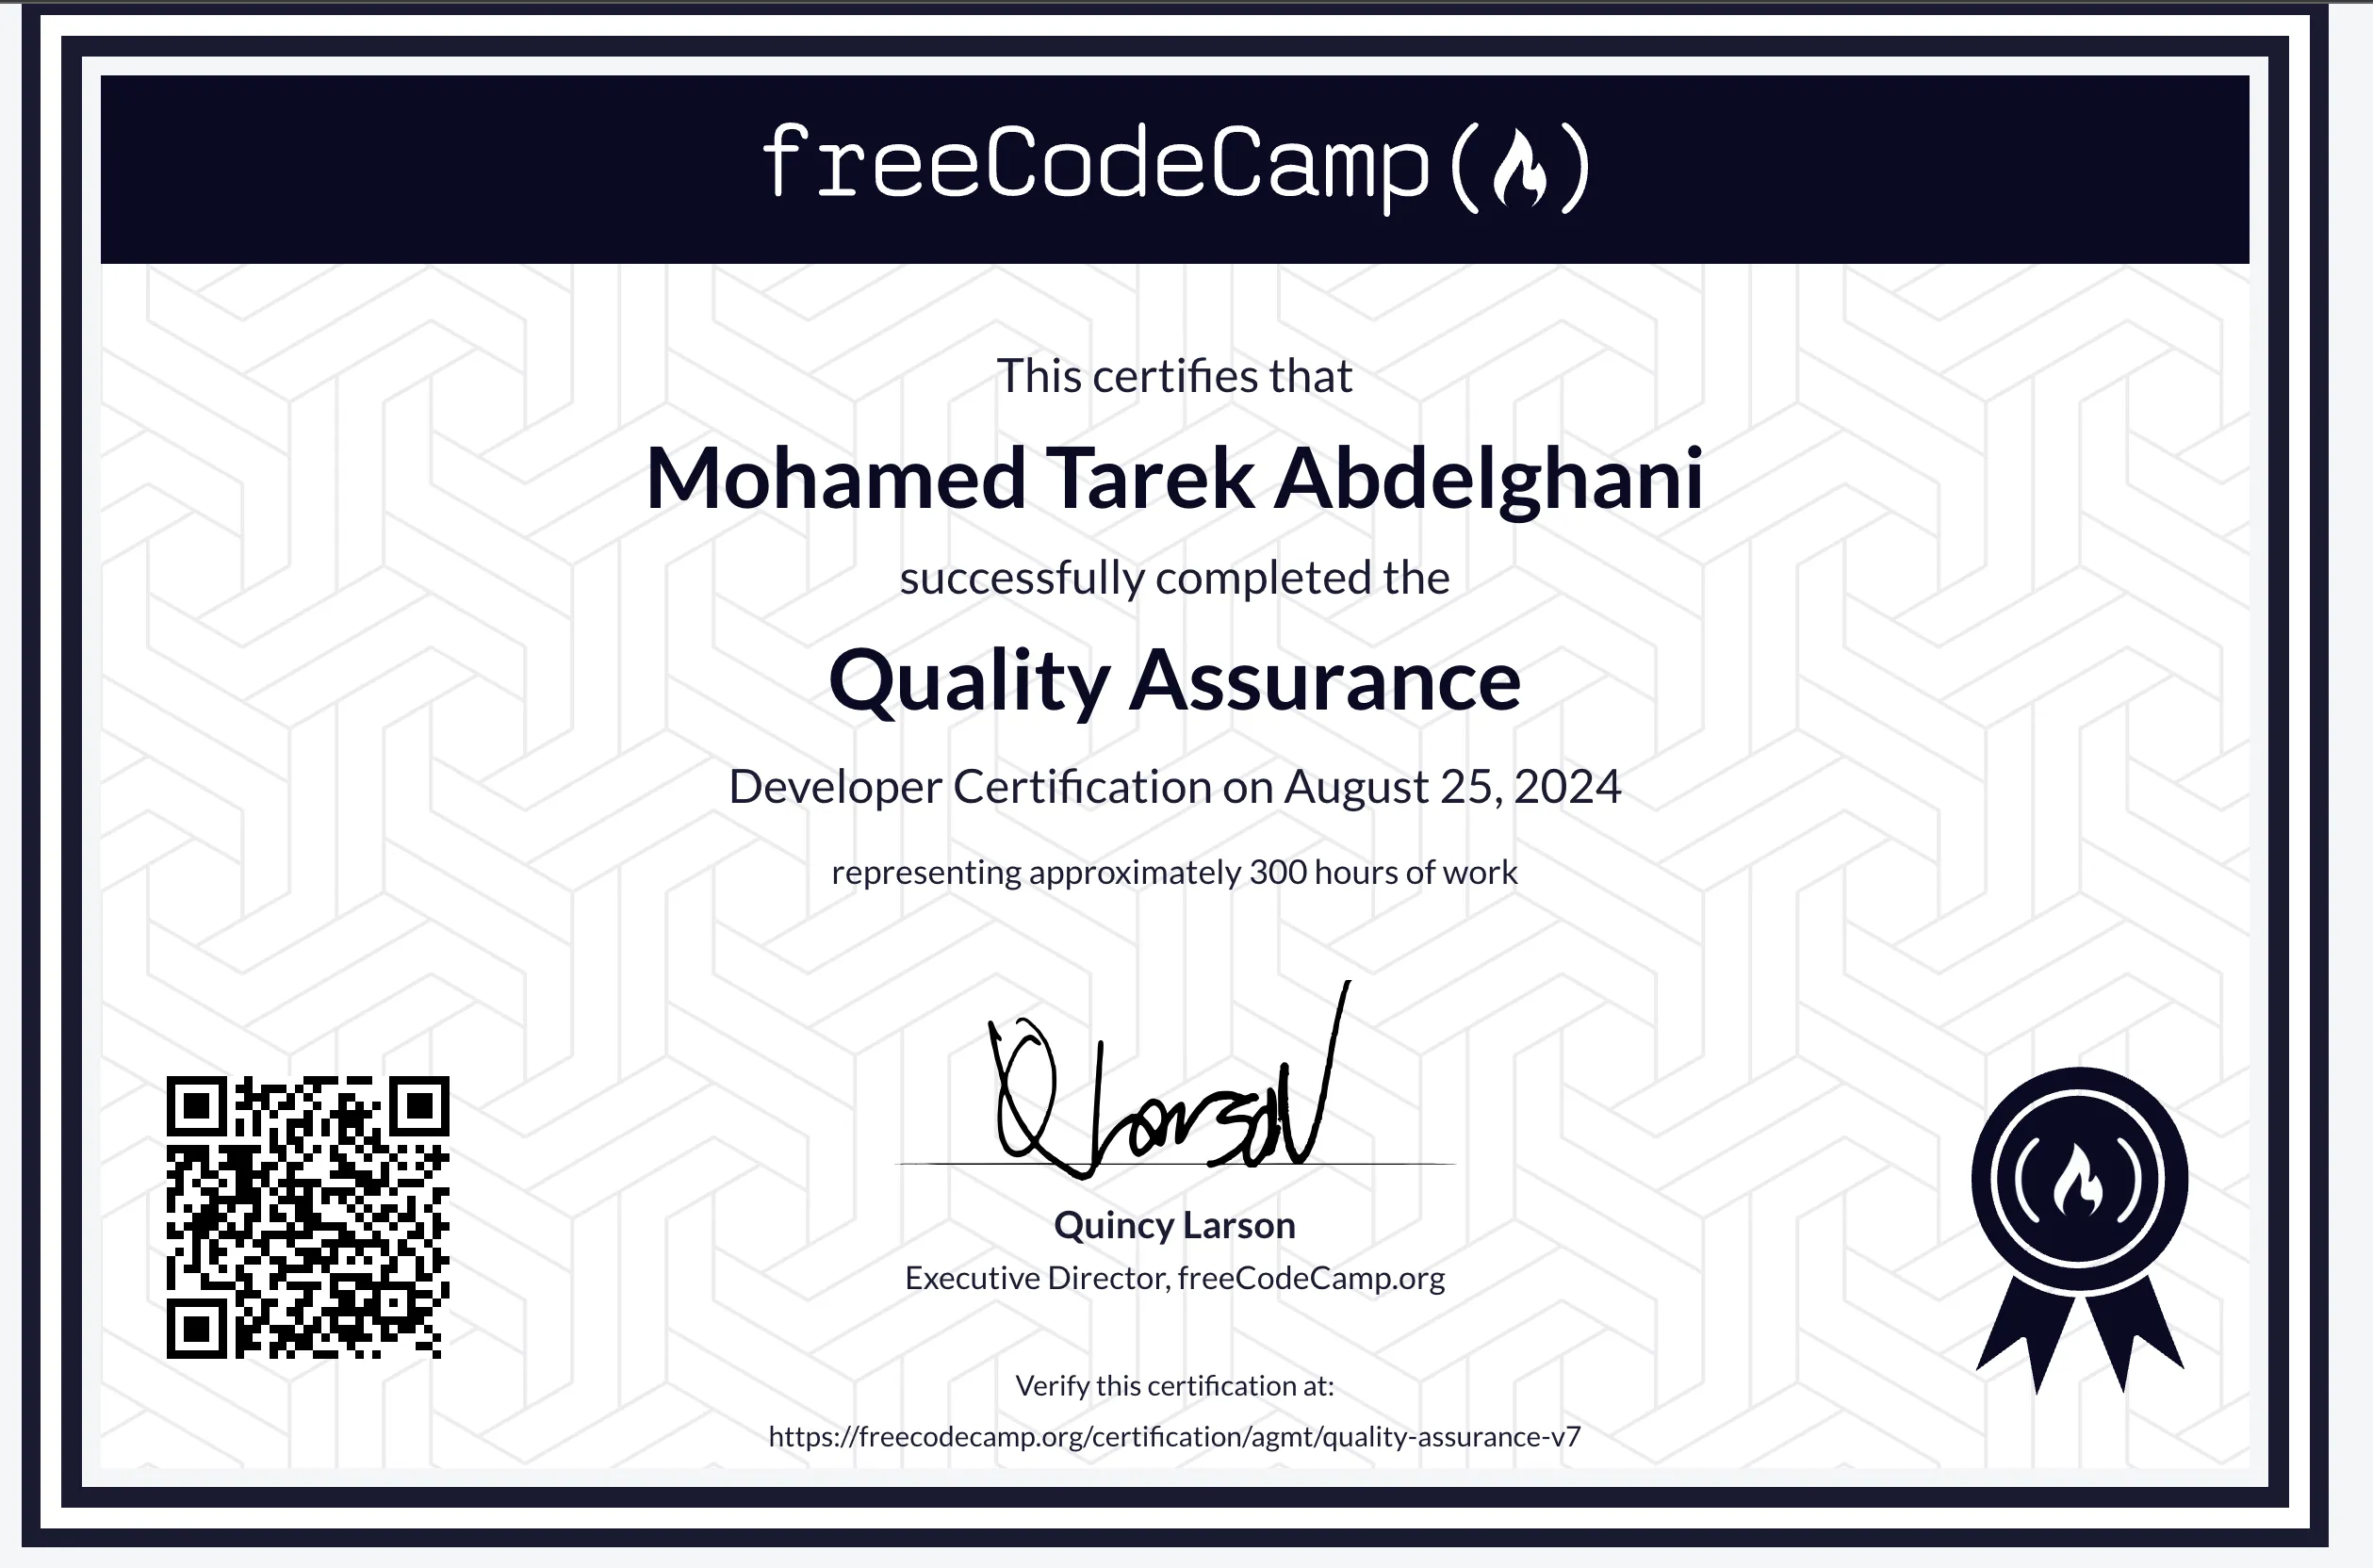 freeCodeCamp
This certifies that
Mohamed Tarek Abdelghani
successfully completed the
Quality Assurance
Developer Certification on August 25, 2024
representing approximately 300 hours of work
Quincy Larson
Executive Director, freeCodeCamp.org
Verify this certification at:
https://freecodecamp.org/certification/agmt/quality-assurance-v7